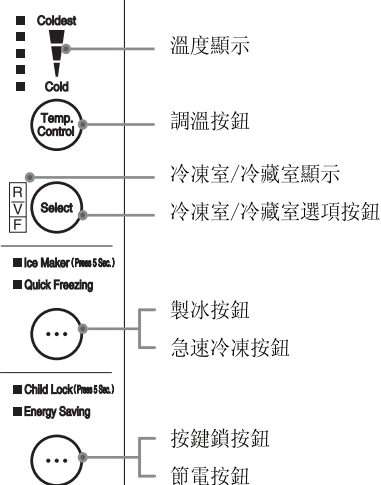 Coldest
溫度顯示
Cold
Temp.
Control
調溫按鈕
冷凍室/冷藏室顯示
R
V
F
Select
冷凍室/冷藏室選項按鈕
Ice Maker (Press 5 Sec.)
Quick Freezing
製冰按鈕
急速冷凍按鈕
Child Lock (Press 5 Sec.)
Energy Saving
按鍵鎖按鈕
節電按鈕